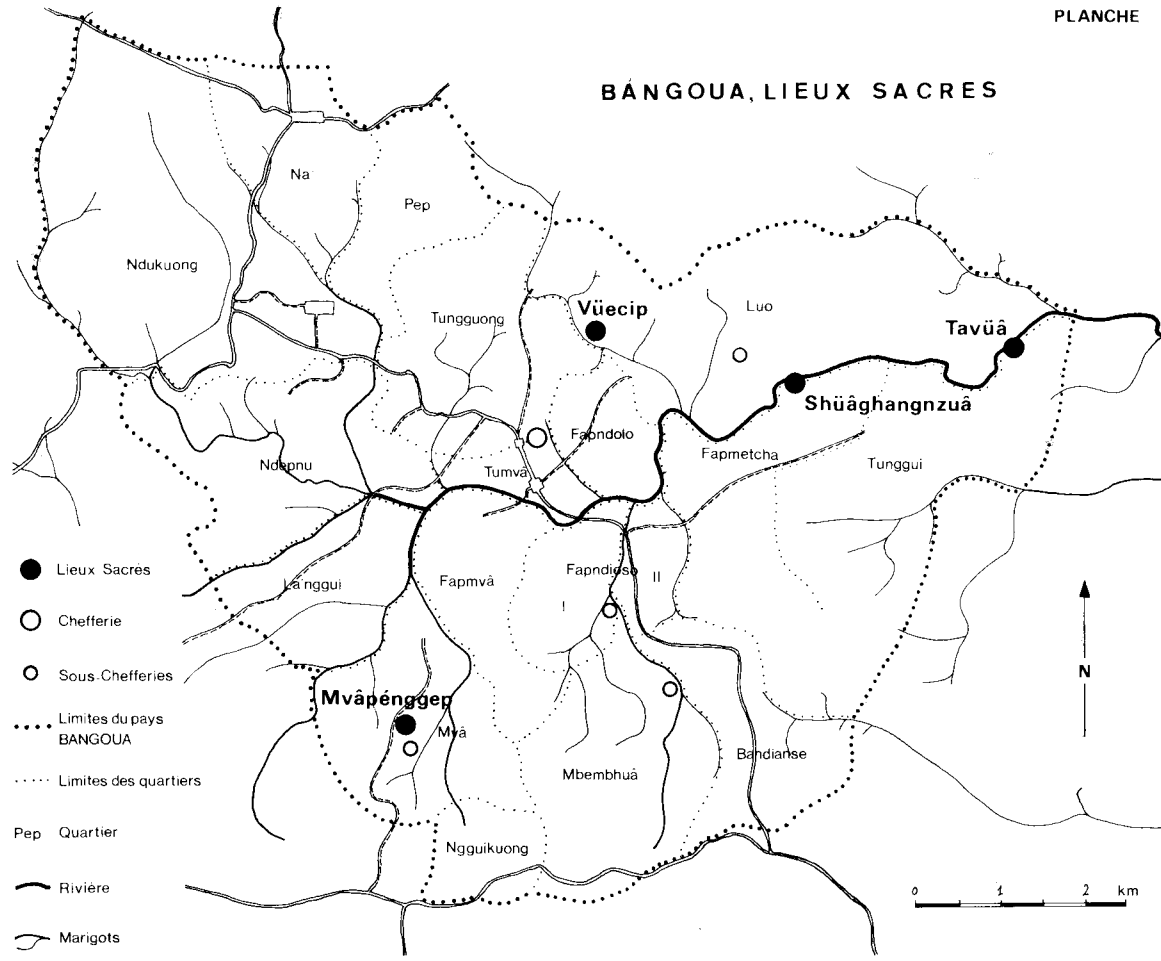 PLANCHE
BÁNGOUA, LIEUX SACRES
Na
Pep
Ndukuong
Tungguong
Vüecip
Luo
Tavüâ
Shüâghangnzuâ
Fapndolo
Fapmetcha
Tunggui
Ndepnu
Tumvâ
La'nggui
Fapmvâ
Fapndieso
I
II
Mvâpénggep
Mvâ
Mbembhuâ
Bandianse
Ngguikuong
Lieux Sacrés
Chefferie
Sous-Chefferies
Limites du pays
BANGOUA
Limites des quartiers
Pep Quartier
Rivière
Marigots
N
0 1 2 km